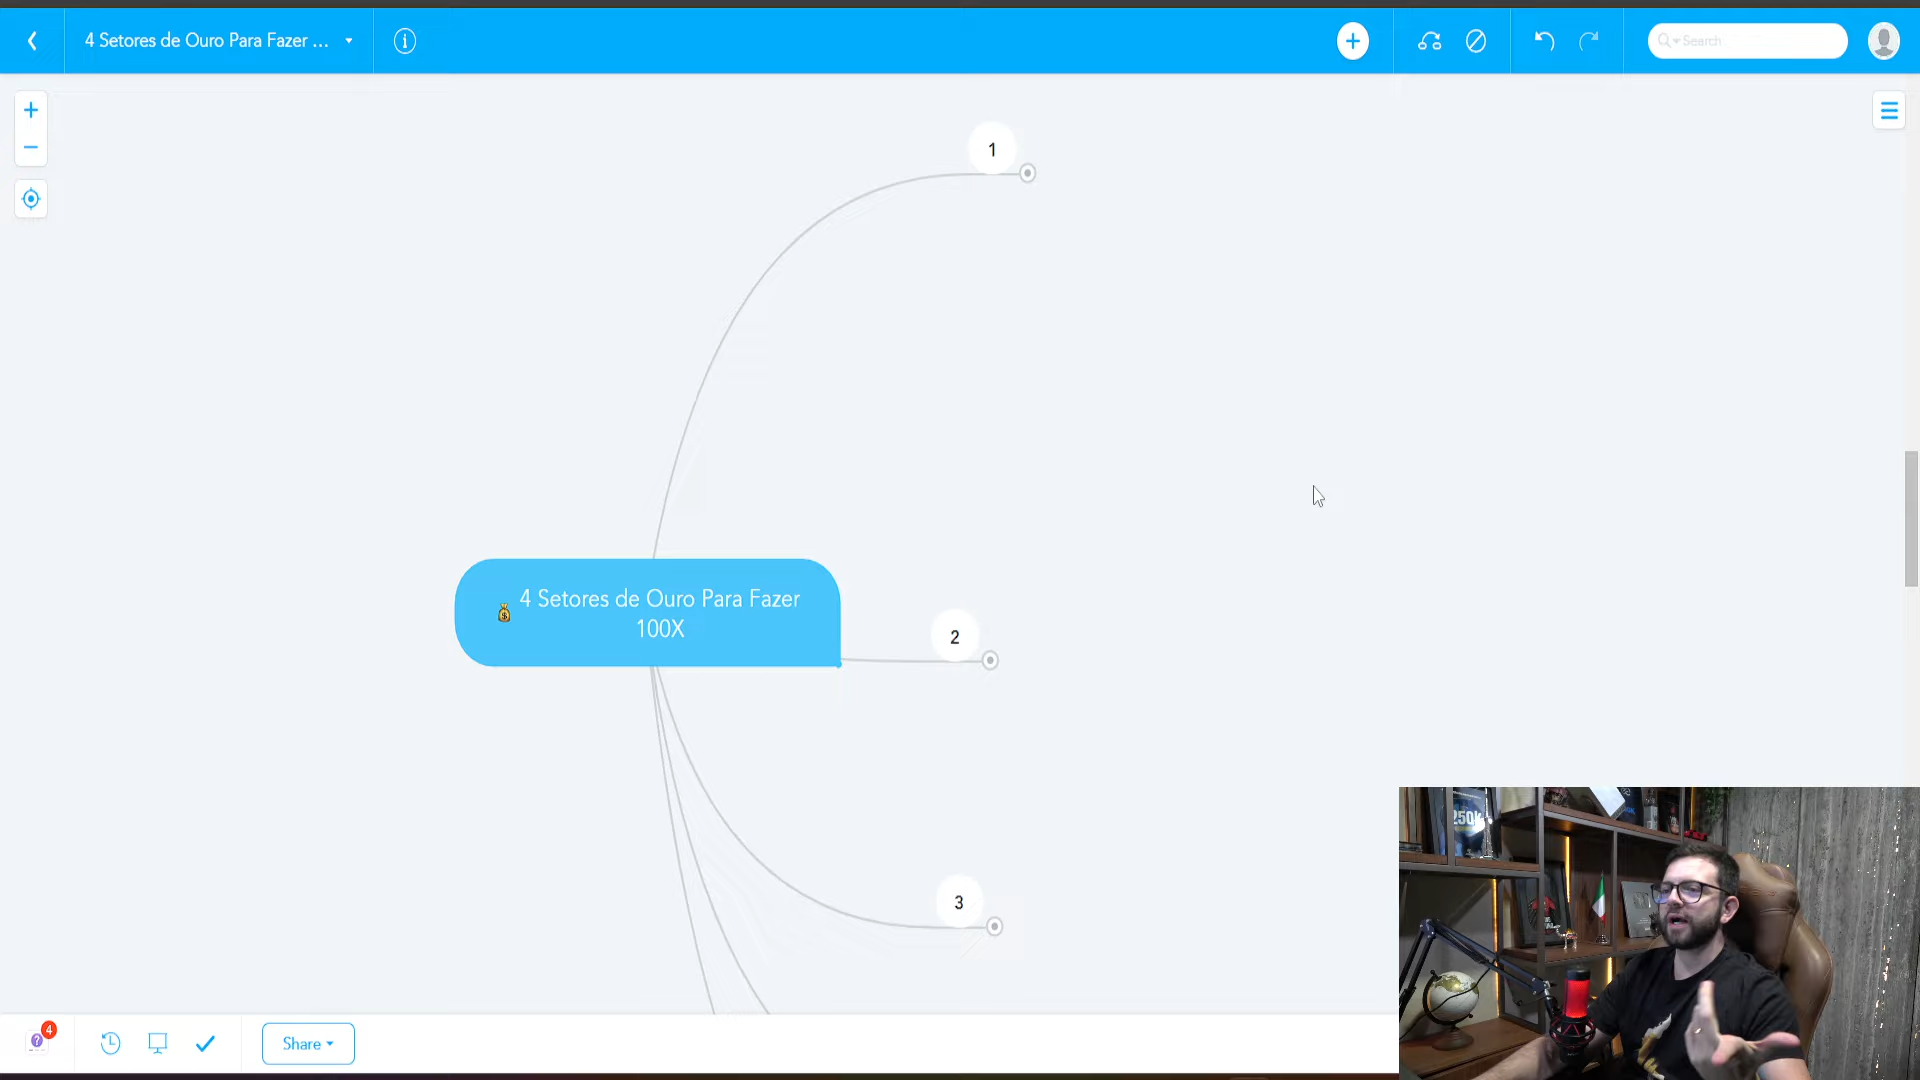 4 Setores de Ouro Para Fazer ...
Search
1
4 Setores de Ouro Para Fazer
100X
2
3
250K
4
?
Share